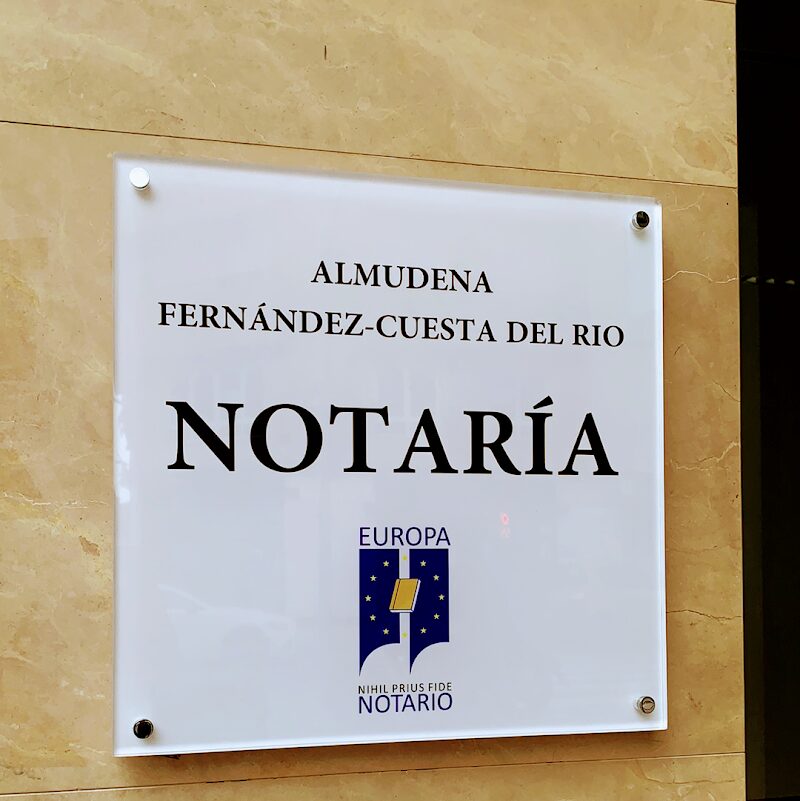 ALMUDENA
FERNÁNDEZ-CUESTA DEL RIO
NOTARÍA
EUROPA
NIHIL PRIUS FIDE
NOTARIO